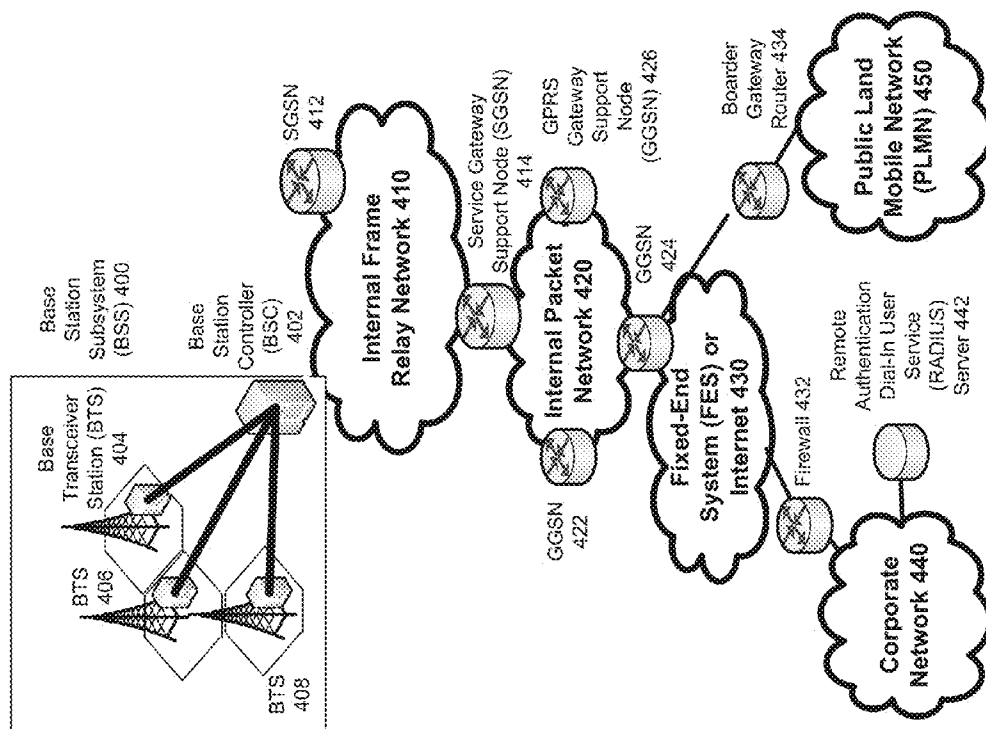 Base
Station
Subsystem
(BSS) 400
Base
Transceiver
Station (BTS)
404
BTS
406
BTS
408
Base
Station
Controller
(BSC)
402
SGSN
412
Internal Frame
Relay Network 410
Service Gateway
Support Node (SGSN)
414
GPRS
Gateway
Support
Node
(GGSN) 426
Internal Packet
Network 420
GGSN
422
GGSN
424
Fixed-End
System (FES) or
Internet 430
Boarder
Gateway
Router 434
Firewall 432
Remote
Authentication
Dial-In User
Service
(RADIUS)
Server 442
Corporate
Network 440
Public Land
Mobile Network
(PLMN) 450